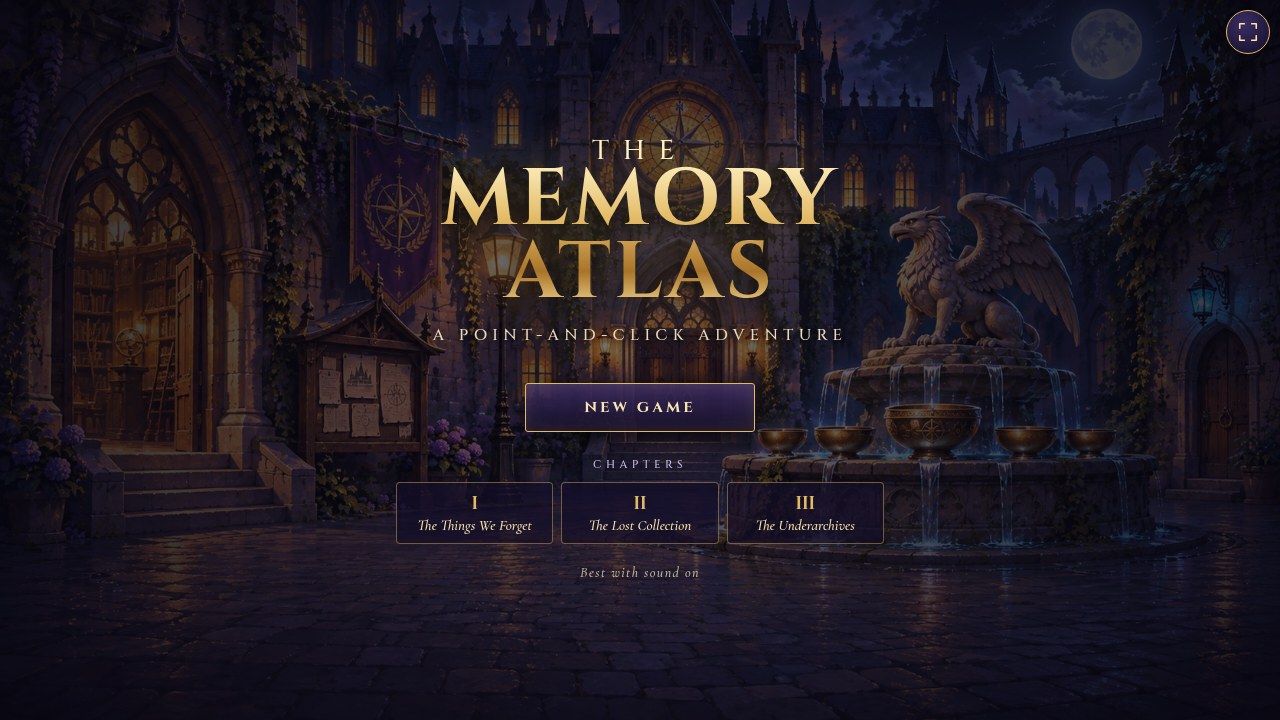 THE
MEMORY
ATLAS
A POINT-AND-CLICK ADVENTURE
NEW GAME
CHAPTERS
I
The Things We Forget
II
The Lost Collection
III
The Underarchives
Best with sound on